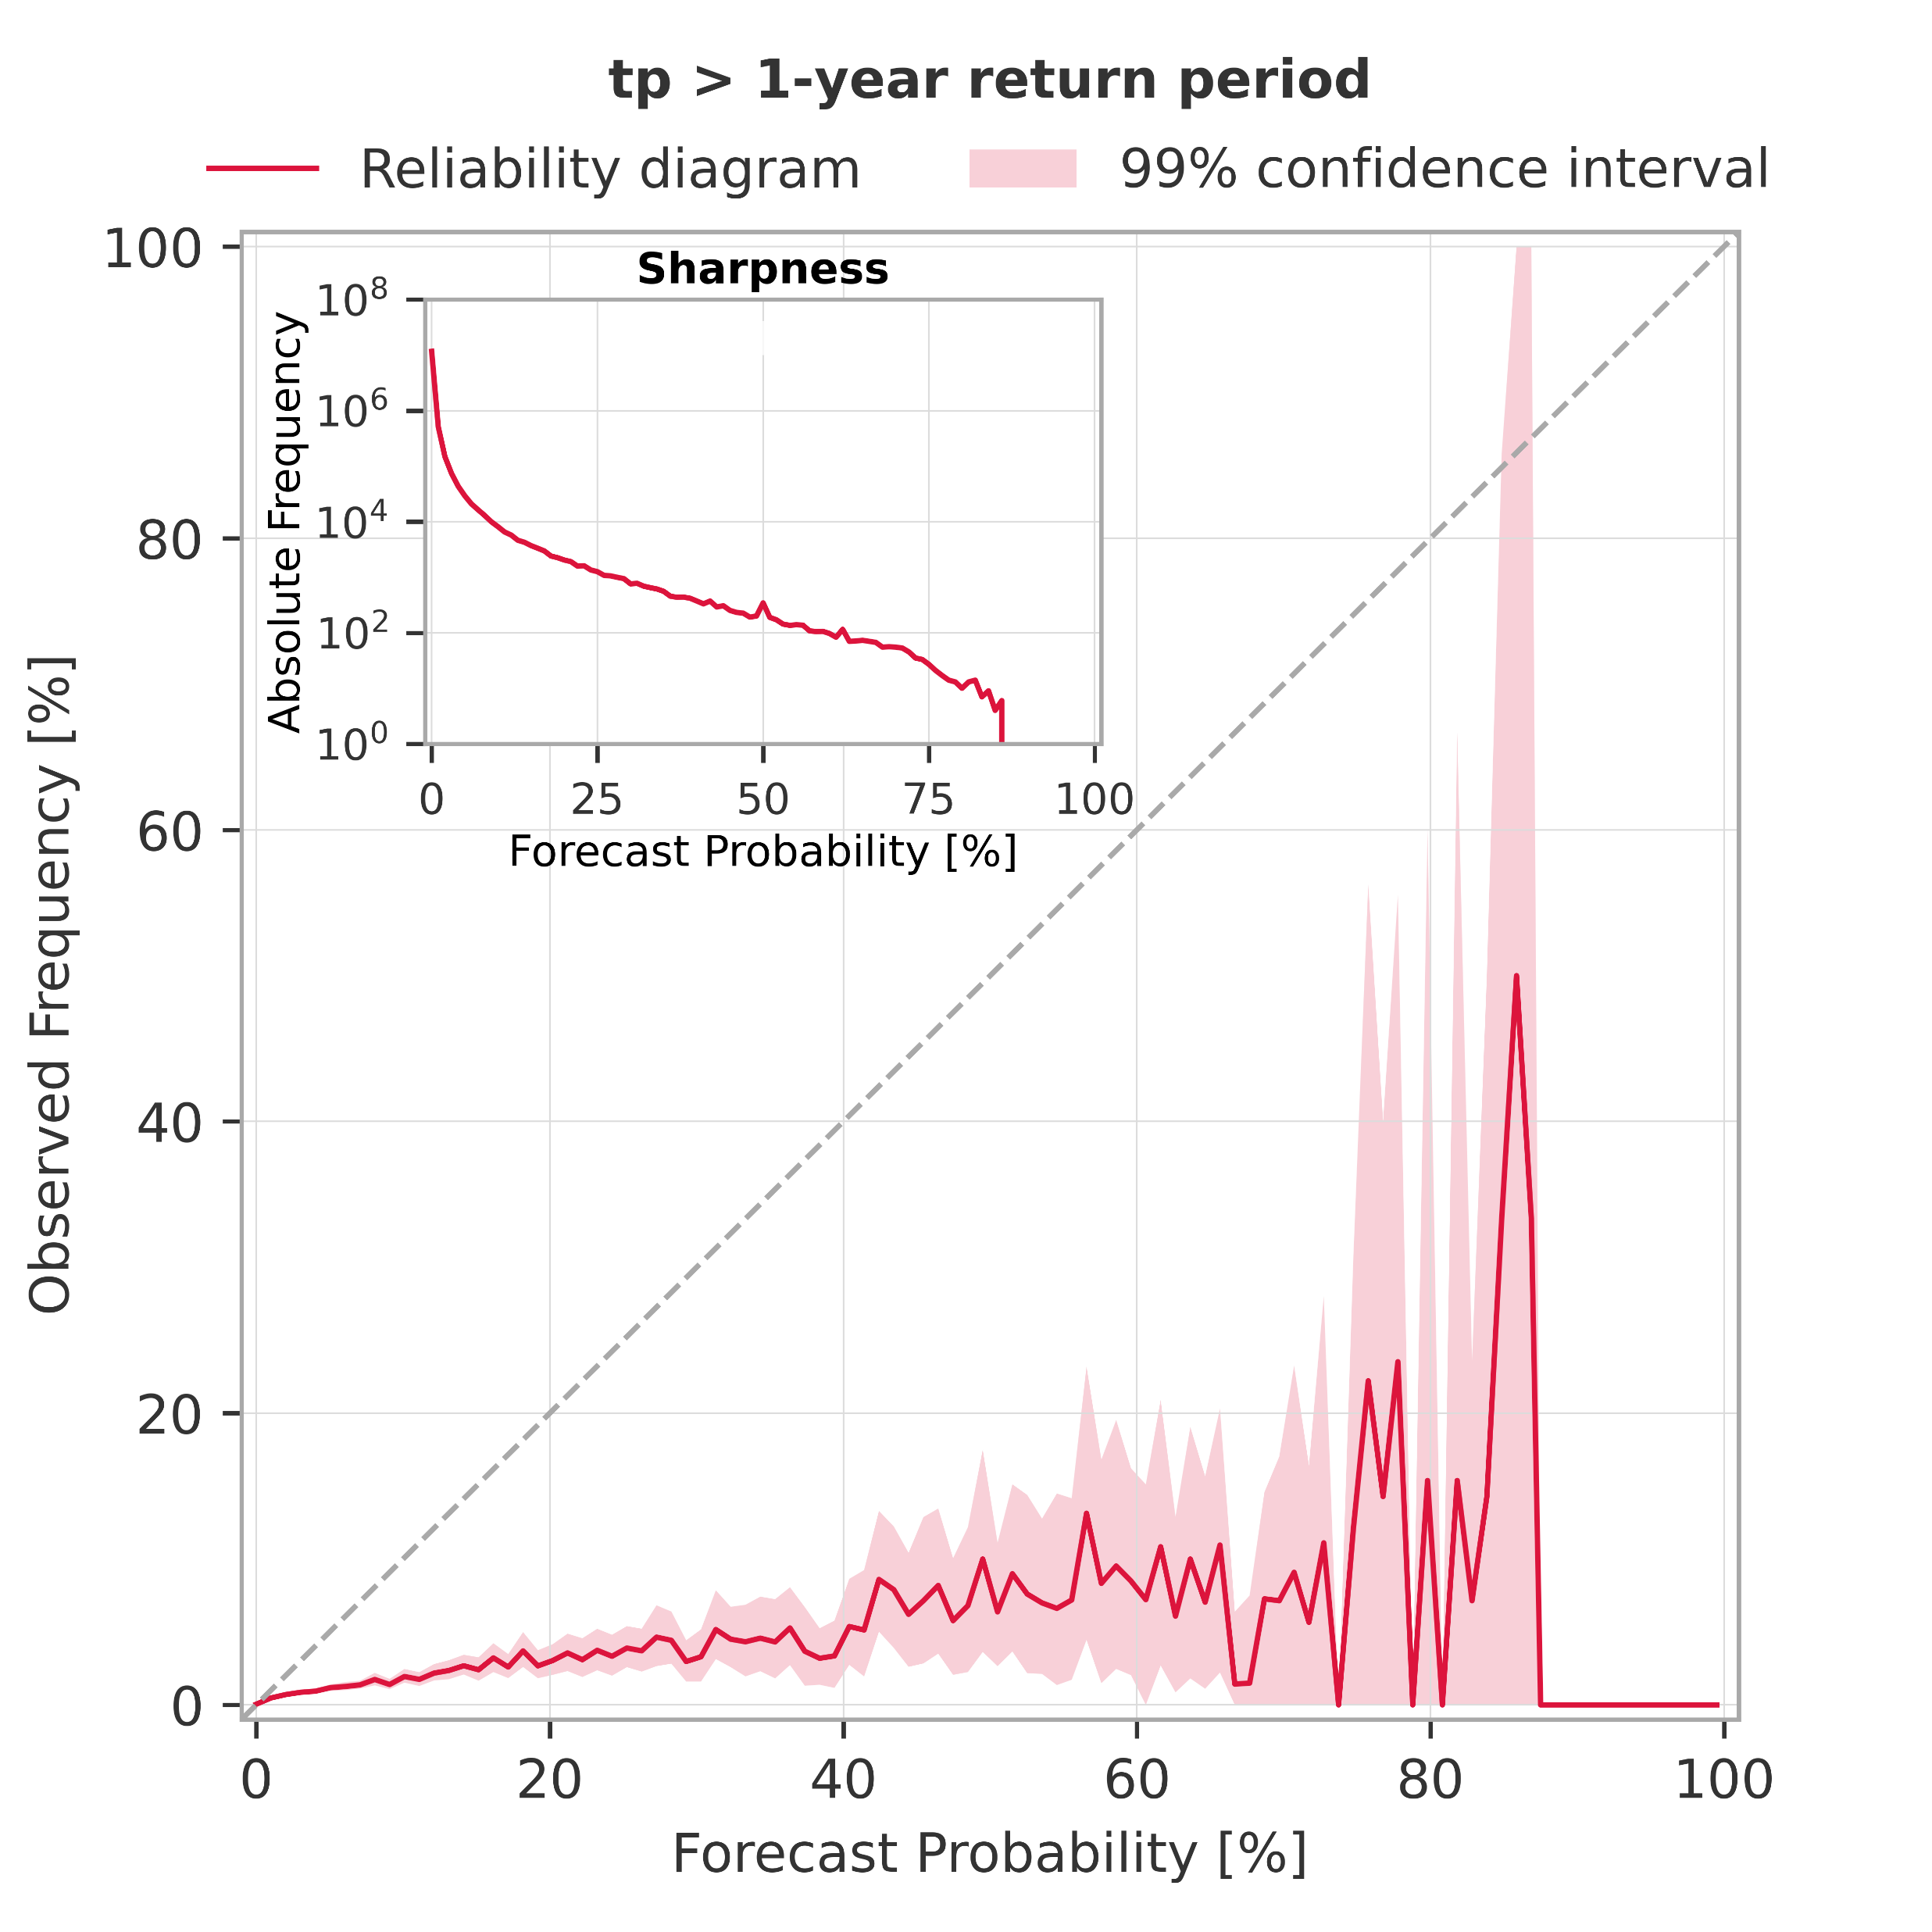 tp > 1-year return period
Reliability diagram
99% confidence interval
Sharpness
Absolute Frequency
10^8
10^6
10^4
10^2
10^0
0 25 50 75 100
Forecast Probability [%]
Observed Frequency [%]
100
80
60
40
20
0
0 20 40 60 80 100
Forecast Probability [%]